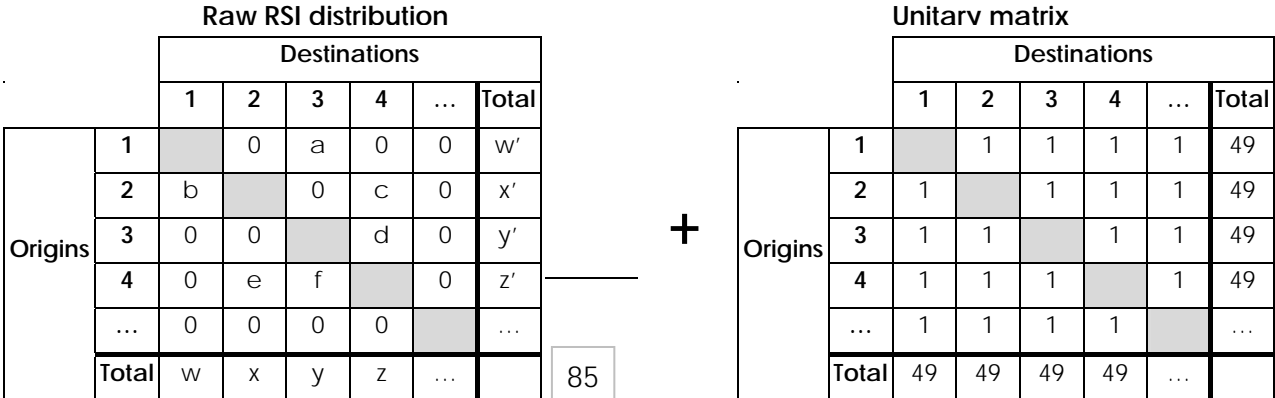 Raw RSI distribution Unitary matrix
Destinations Destinations
1 2 3 4 ... Total 1 2 3 4 ... Total
1 0 a 0 0 w' 1 1 1 1 1 49
2 b 0 c 0 x' 2 1 1 1 1 49
+
Origins 3 0 0 d 0 y' Origins 3 1 1 1 1 49
4 0 e f 0 z' 4 1 1 1 1 49
... 0 0 0 0 ... ... 1 1 1 1 ...
Total w x y z ... 85 Total 49 49 49 49 ...